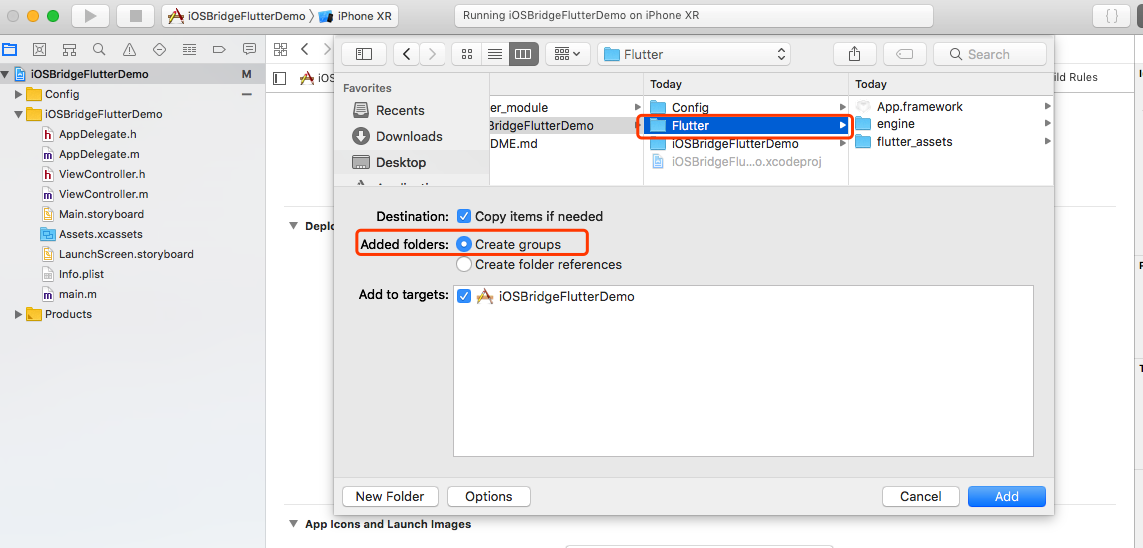 iOSBridgeFlutterDemo
iPhone XR
Running iOSBridgeFlutterDemo on iPhone XR
iOSBridgeFlutterDemo
M
Config
iOSBridgeFlutterDemo
AppDelegate.h
AppDelegate.m
ViewController.h
ViewController.m
Main.storyboard
Assets.xcassets
LaunchScreen.storyboard
Info.plist
main.m
Products
Flutter
Search
Favorites
Recents
Downloads
Desktop
er_module
BridgeFlutterDemo
DME.md
Today
Config
Flutter
iOSBridgeFlutterDemo
iOSBridgeFlu...o.xcodeproj
Today
App.framework
engine
flutter_assets
iOS
ild Rules
Destination: Copy items if needed
Added folders: Create groups
Create folder references
Add to targets: iOSBridgeFlutterDemo
Deplo
New Folder
Options
Cancel
Add
App Icons and Launch Images